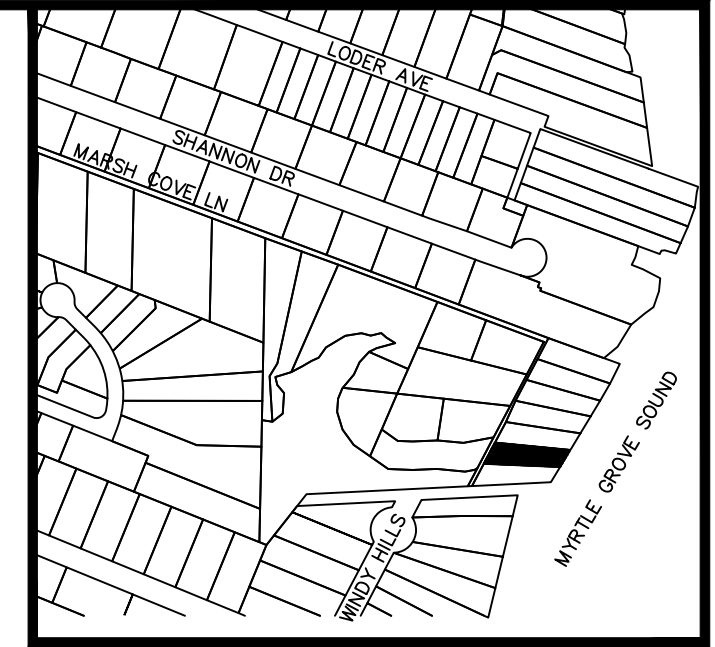 LODER AVE
SHANNON DR
MARSH COVE LN
MYRTLE GROVE SOUND
WINDY HILLS